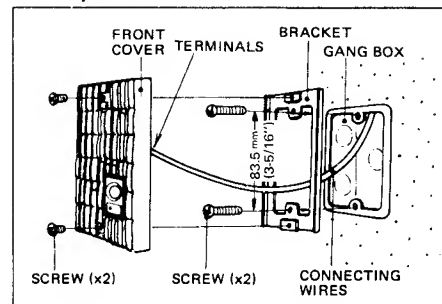 FRONT
COVER
TERMINALS
BRACKET
GANG BOX
83.5 mm
(3-5/16'')
SCREW (x2)
SCREW (x2)
CONNECTING
WIRES